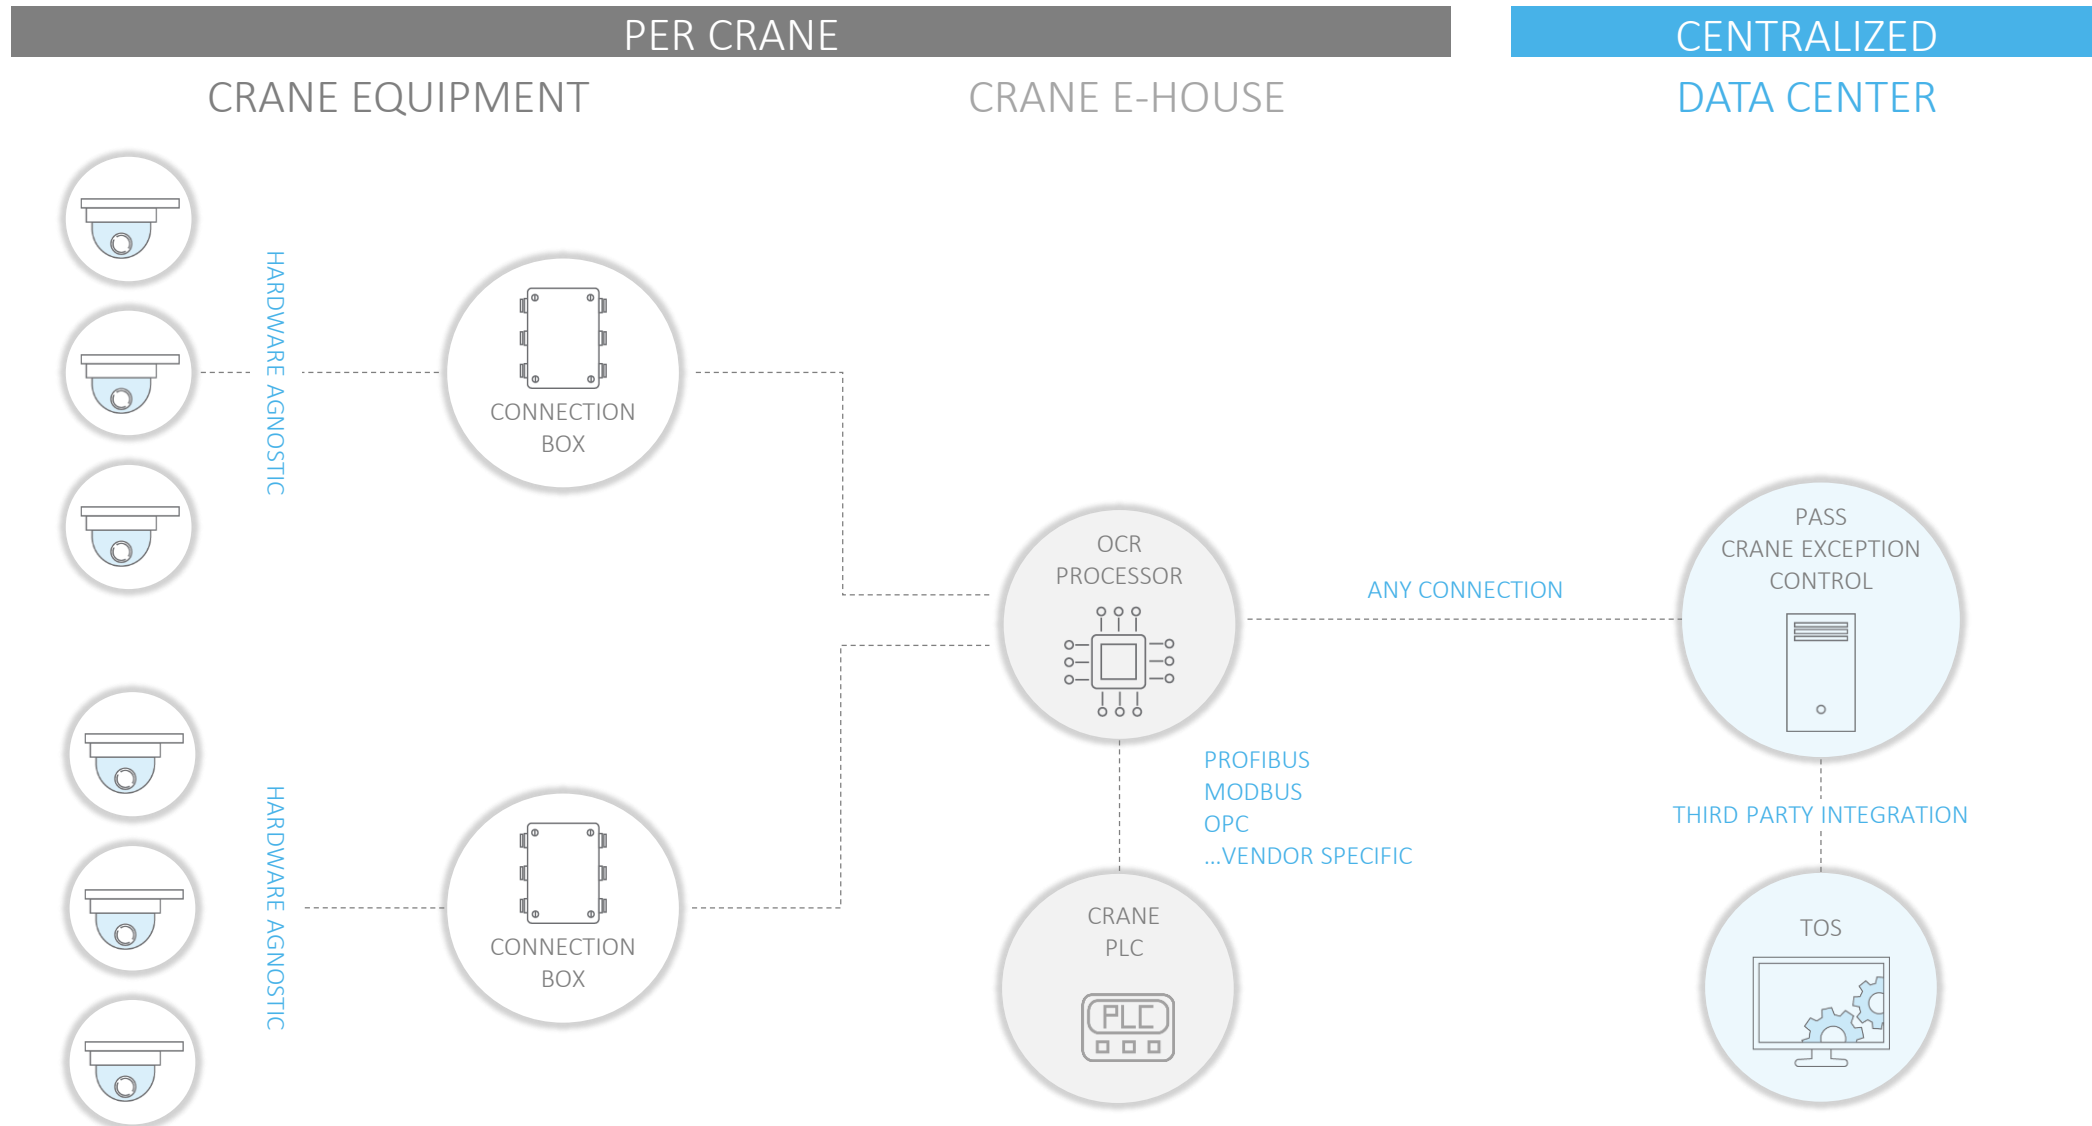 PER CRANE
CENTRALIZED
CRANE EQUIPMENT
CRANE E-HOUSE
DATA CENTER
HARDWARE AGNOSTIC
CONNECTION
BOX
HARDWARE AGNOSTIC
CONNECTION
BOX
OCR
PROCESSOR
ANY CONNECTION
PROFIBUS
MODBUS
OPC
...VENDOR SPECIFIC
CRANE
PLC
PLC
PASS
CRANE EXCEPTION
CONTROL
THIRD PARTY INTEGRATION
TOS